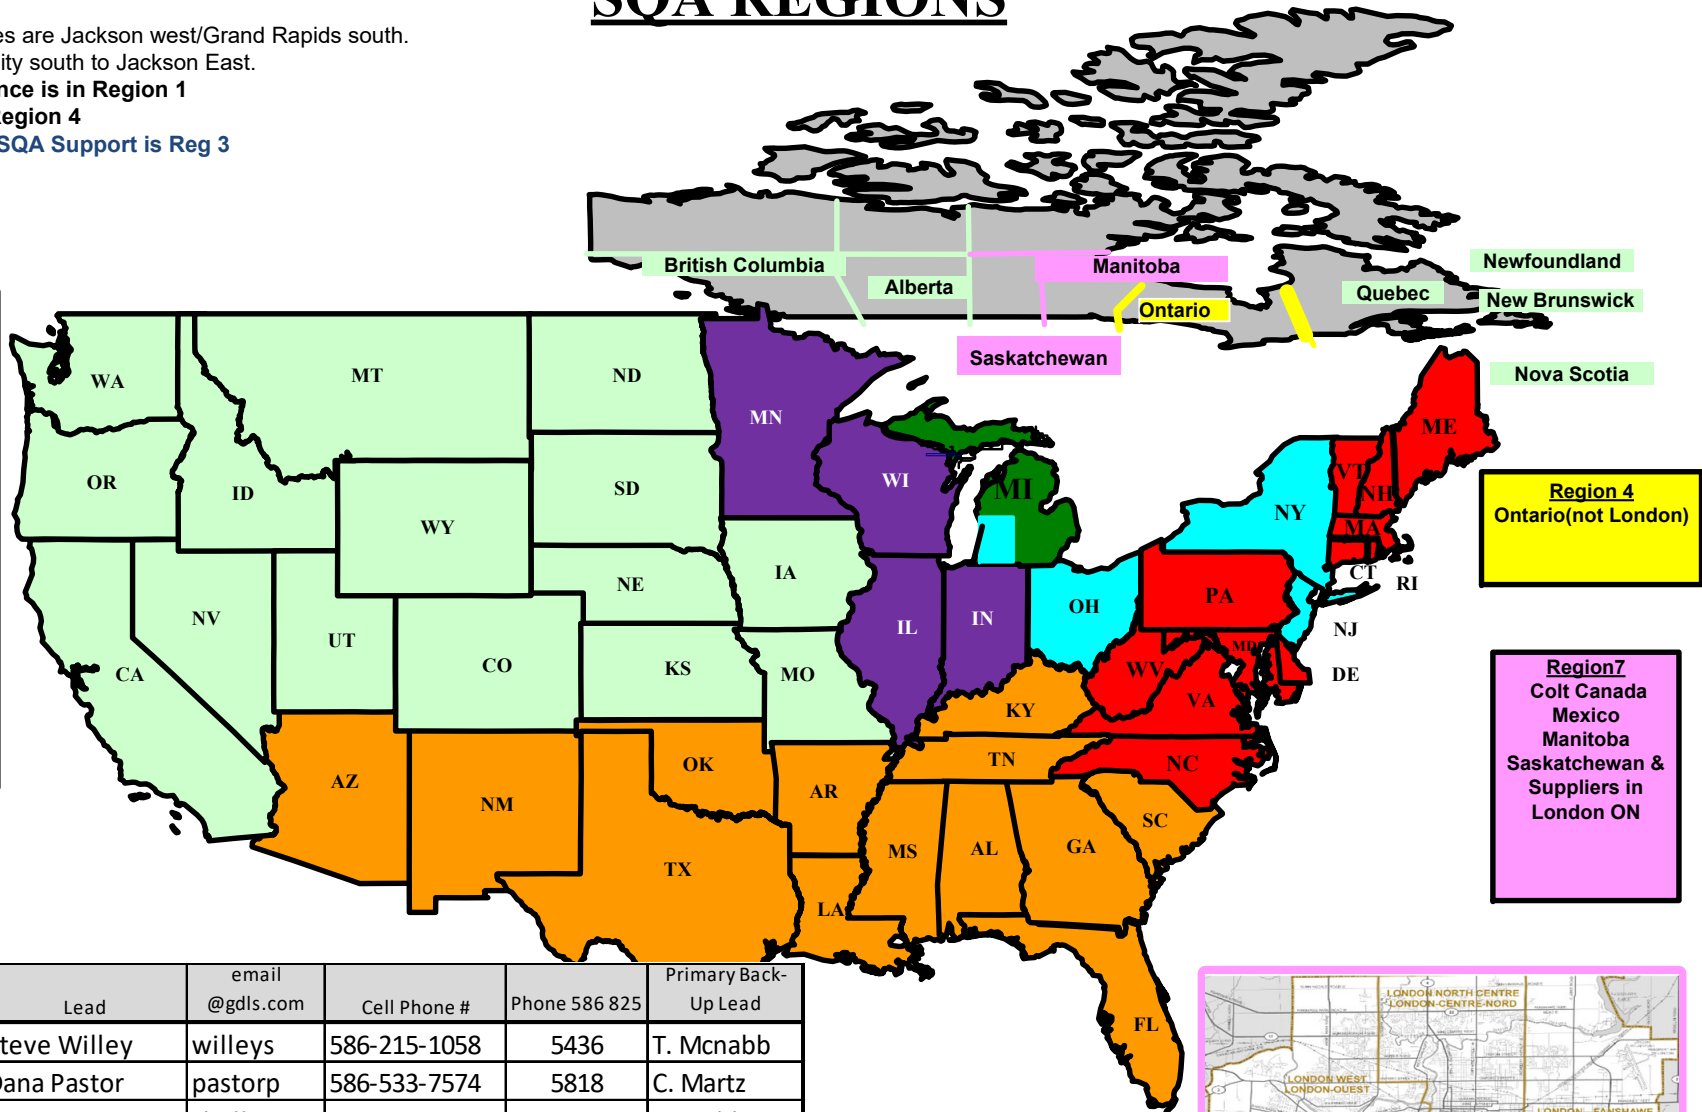 SQA REGIONS
es are Jackson west/Grand Rapids south.
ity south to Jackson East.
nce is in Region 1
Region 4
SQA Support is Reg 3
British Columbia
Alberta
Manitoba
Ontario
Saskatchewan
Quebec
Newfoundland
New Brunswick
Nova Scotia
WA
MT
ND
MN
OR
ID
SD
WI
MI
WY
NY
VT
NH
ME
MA
CT
RI
NV
UT
NE
IA
CO
KS
MO
IL
IN
OH
PA
NJ
CA
WV
MD
DE
VA
KY
AZ
NM
OK
AR
TN
NC
TX
LA
MS
AL
GA
SC
FL
Region 4
Ontario(not London)
Region7
Colt Canada
Mexico
Manitoba
Saskatchewan &
Suppliers in
London ON
Lead
email
@gdls.com
Cell Phone #
Phone 586 825
Primary Back-
Up Lead
teve Willey willeys 586-215-1058 5436 T. Mcnabb
Dana Pastor pastorp 586-533-7574 5818 C. Martz
LONDON NORTH CENTRE
LONDON-CENTRE-NORD
LONDON WEST
LONDON-OUEST
LONDON - FANSHAWE